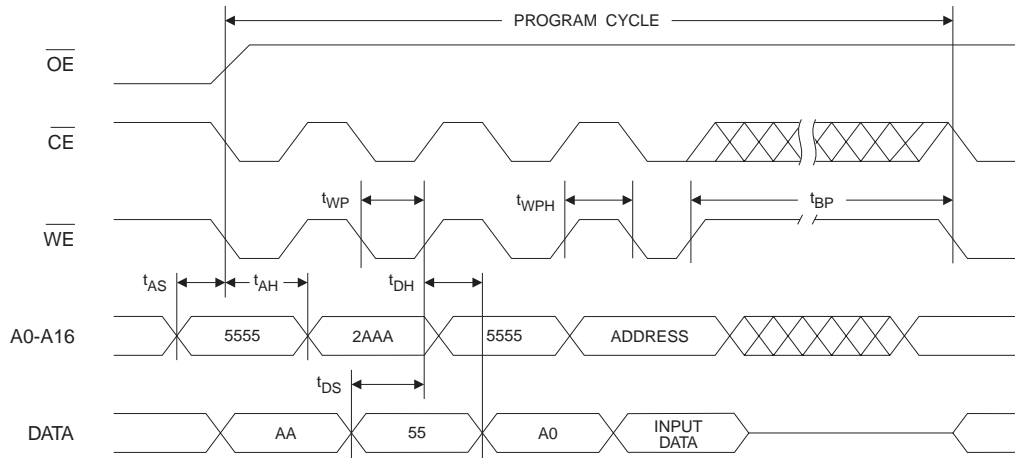 PROGRAM CYCLE
OE
CE
tWP
tWPH
tBP
WE
tAS
tAH
tDH
A0-A16
5555
2AAA
5555
ADDRESS
tDS
DATA
AA
55
A0
INPUT
DATA